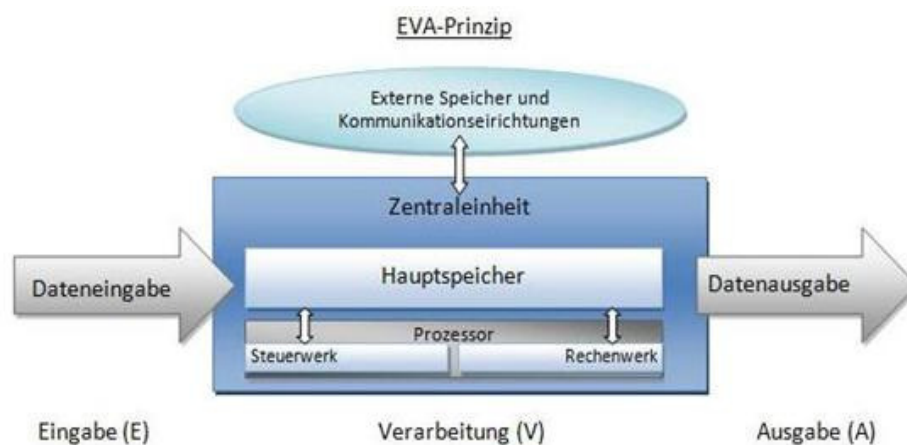 EVA-Prinzip
Externe Speicher und
Kommunikationseirichtungen
Zentraleinheit
Dateneingabe
Hauptspeicher
Datenausgabe
Prozessor
Steuerwerk
Rechenwerk
Eingabe (E)
Verarbeitung (V)
Ausgabe (A)